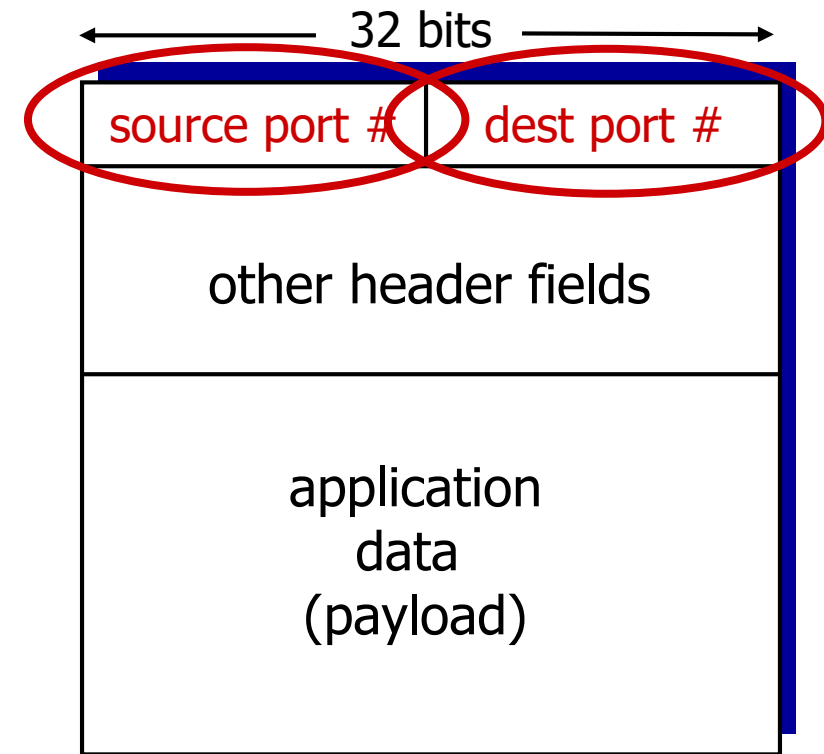 32 bits
source port # dest port #
other header fields
application
data
(payload)